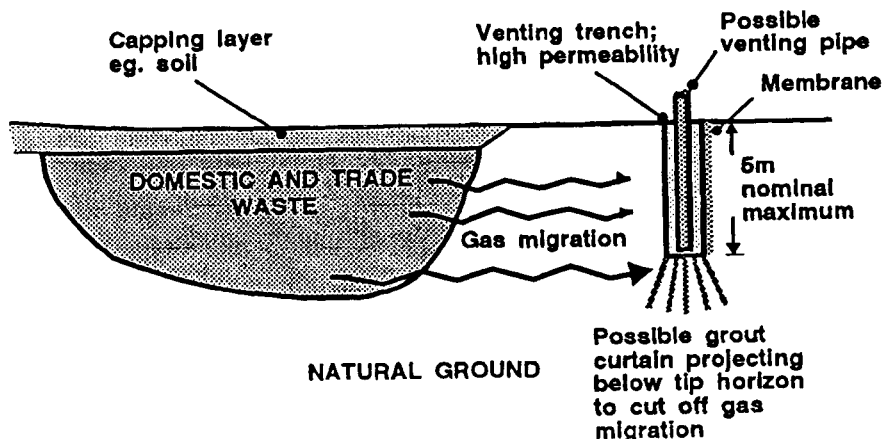 Capping layer
eg. soil
Venting trench;
high permeability
Possible
venting pipe
Membrane
DOMESTIC AND TRADE
WASTE
Gas migration
5m
nominal
maximum
NATURAL GROUND
Possible grout
curtain projecting
below tip horizon
to cut off gas
migration